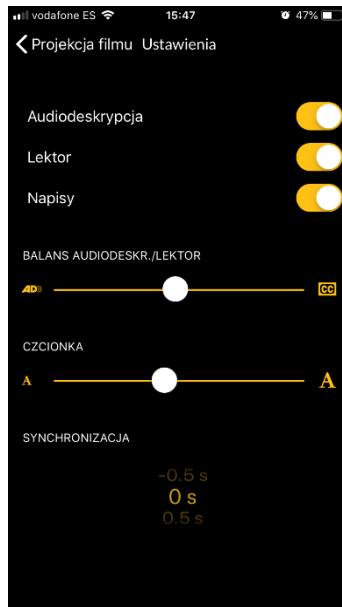 vodafone ES 15:47 47%
Projekcja filmu Ustawienia
Audiodeskrypcja
Lektor
Napisy
BALANS AUDIODESKR./LEKTOR
AD CC
CZCIONKA
A A
SYNCHRONIZACJA
-0.5 s
0 s
0.5 s